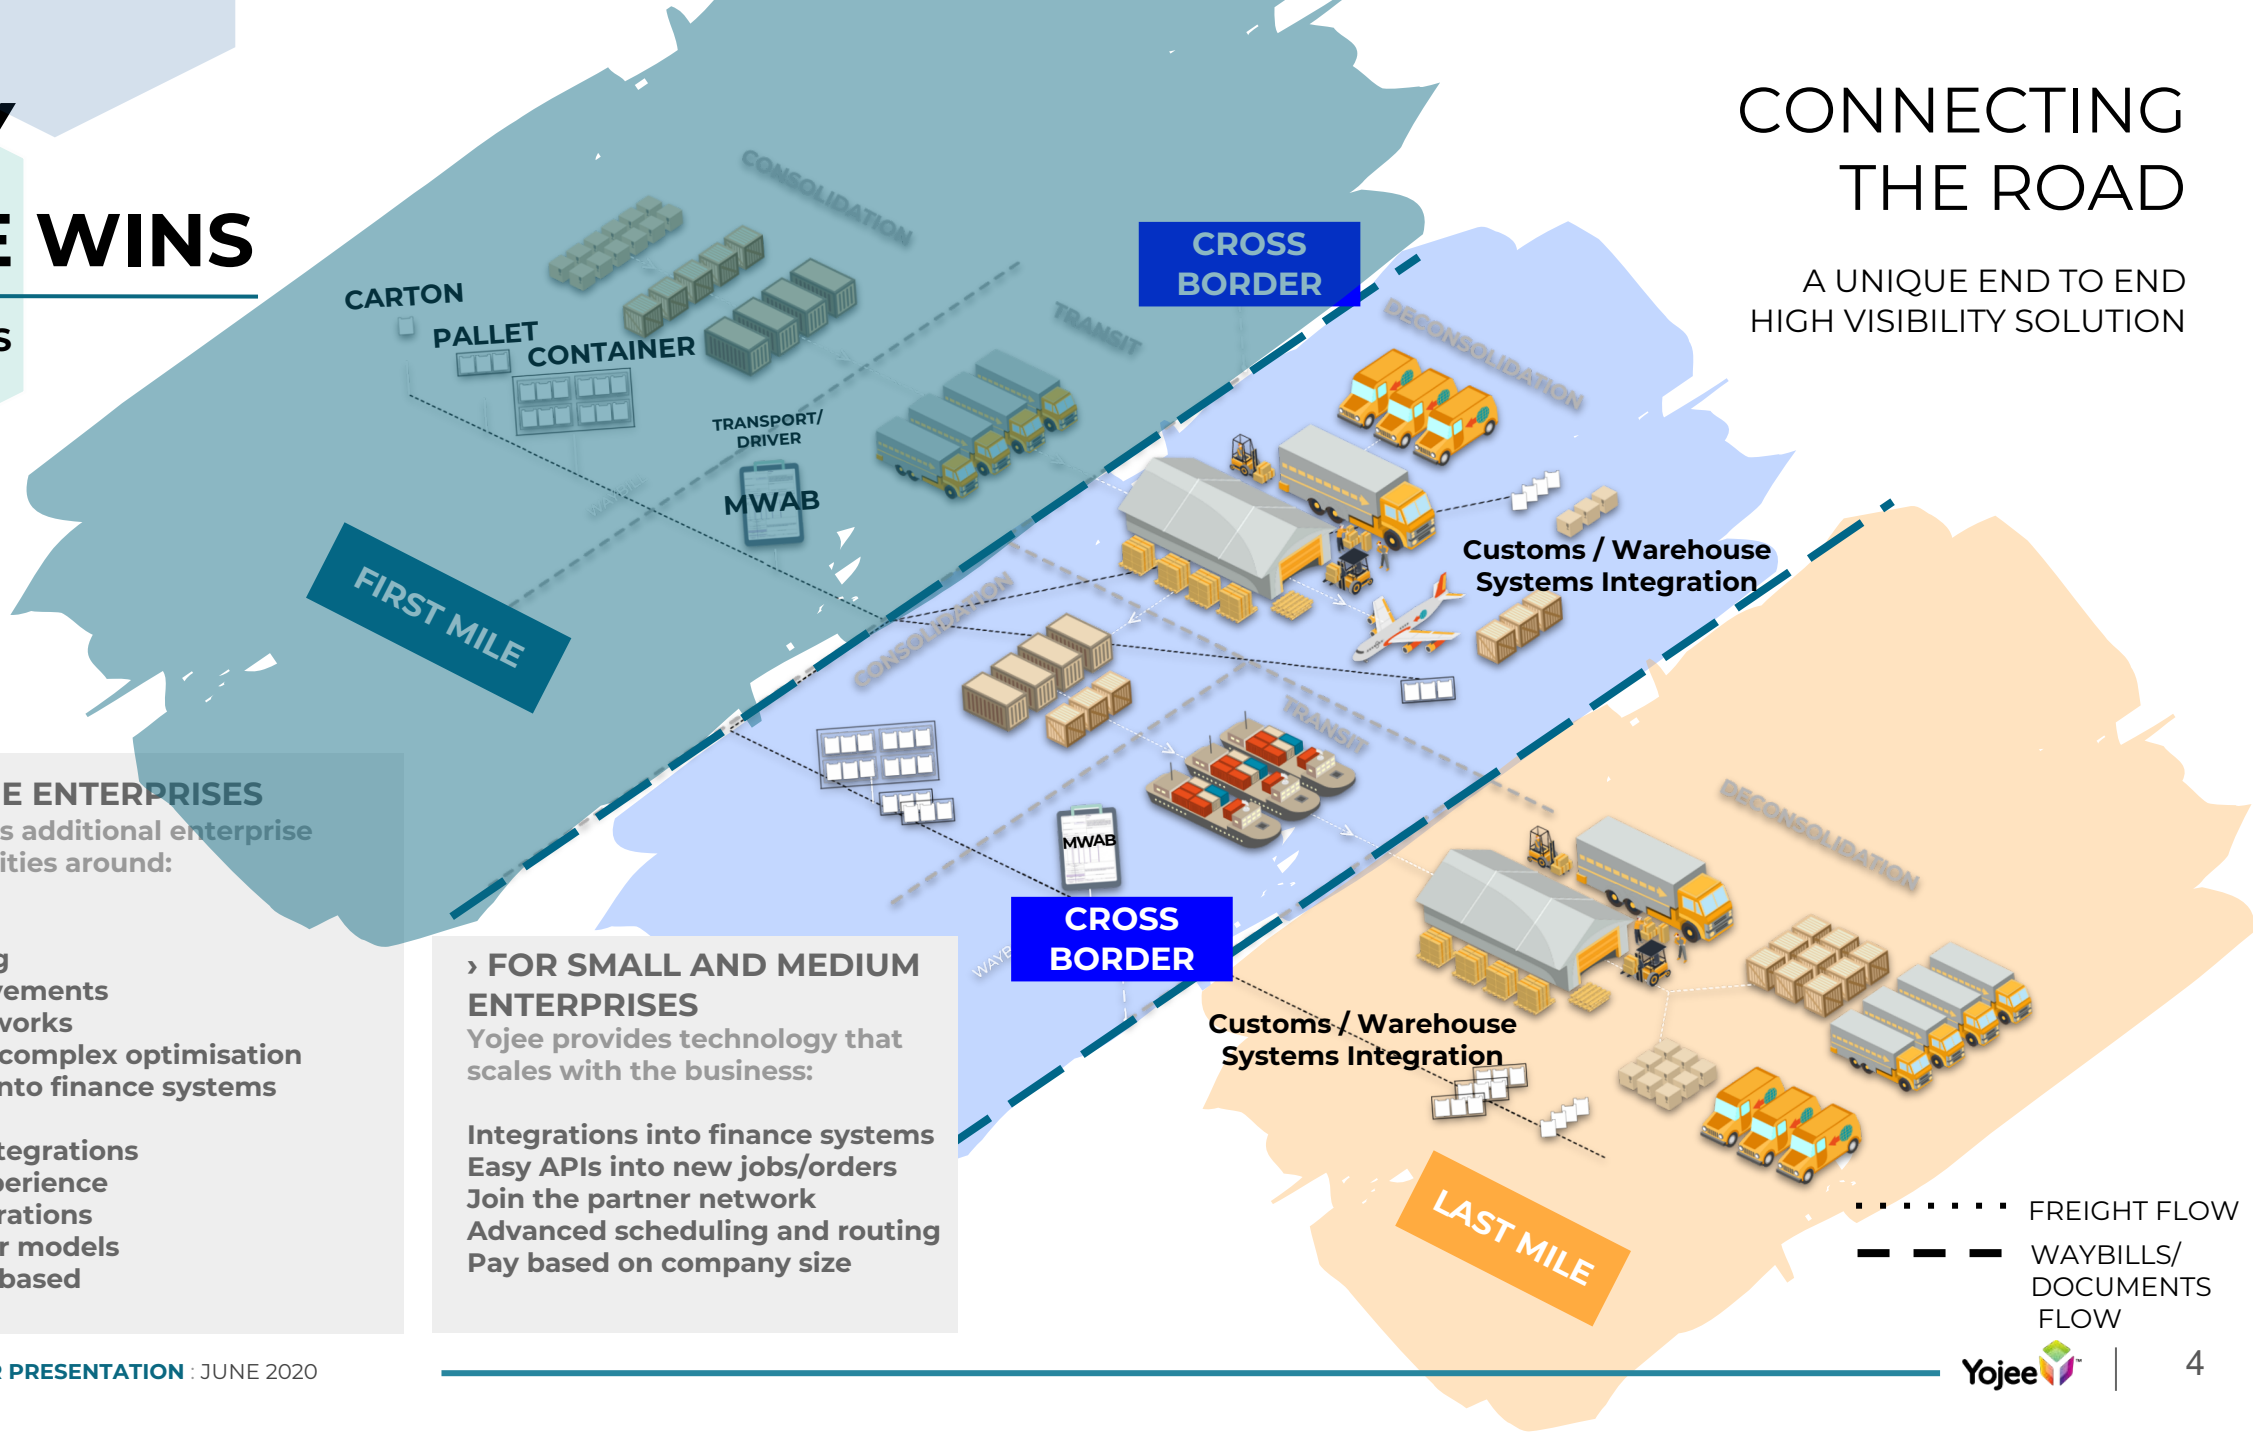 Y
E WINS
S
CONNECTING
THE ROAD
A UNIQUE END TO END
HIGH VISIBILITY SOLUTION
CONSOLIDATION
CROSS
BORDER
CARTON
PALLET
CONTAINER
TRANSIT
DECONSOLIDATION
TRANSPORT/
DRIVER
MWAB
WAYBILL
FIRST MILE
Customs / Warehouse
Systems Integration
CONSOLIDATION
TRANSIT
MWAB
CROSS
BORDER
DECONSOLIDATION
Customs / Warehouse
Systems Integration
LAST MILE
E ENTERPRISES
s additional enterprise
ities around:
g
vements
works
complex optimisation
nto finance systems
tegrations
perience
rations
r models
based
› FOR SMALL AND MEDIUM
ENTERPRISES
Yojee provides technology that
scales with the business:
Integrations into finance systems
Easy APIs into new jobs/orders
Join the partner network
Advanced scheduling and routing
Pay based on company size
FREIGHT FLOW
WAYBILLS/
DOCUMENTS
FLOW
R PRESENTATION : JUNE 2020
Yojee™
4